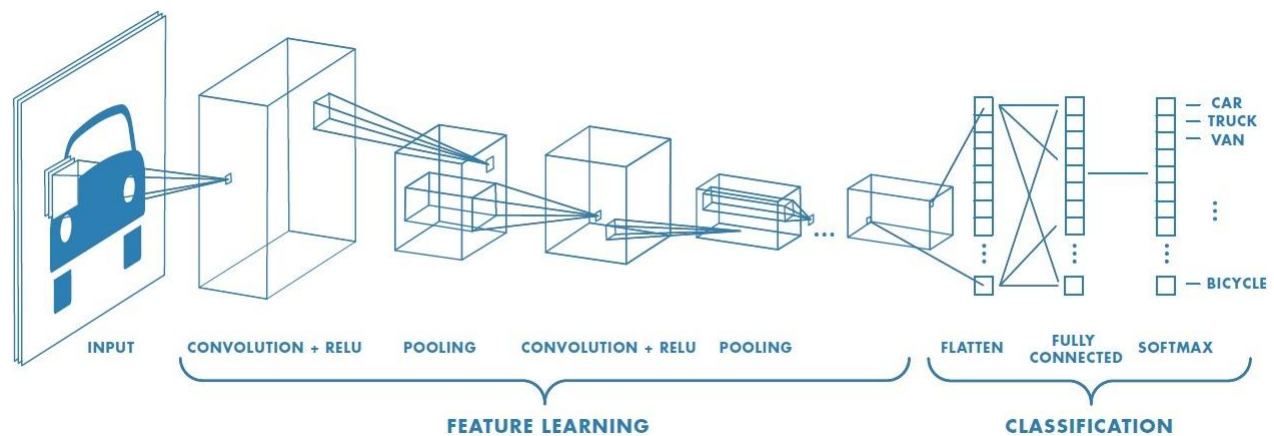 CAR
TRUCK
VAN
BICYCLE
INPUT
CONVOLUTION + RELU
POOLING
CONVOLUTION + RELU
POOLING
FLATTEN
FULLY
CONNECTED
SOFTMAX
FEATURE LEARNING
CLASSIFICATION